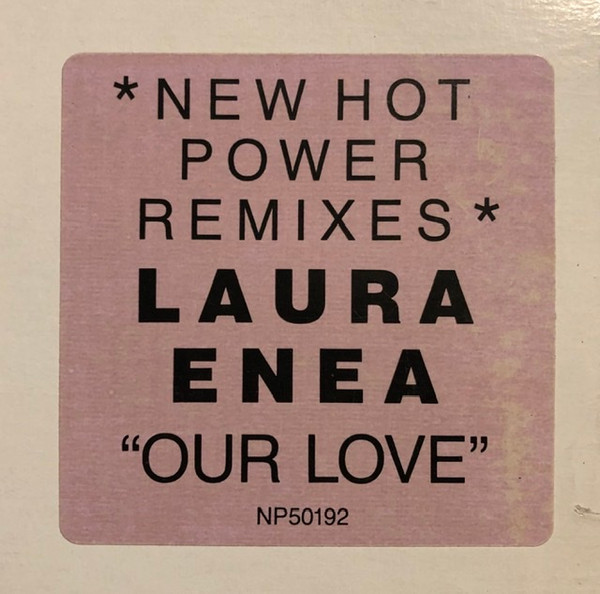 *NEW HOT
POWER
REMIXES*
LAURA
ENEA
“OUR LOVE”
NP50192